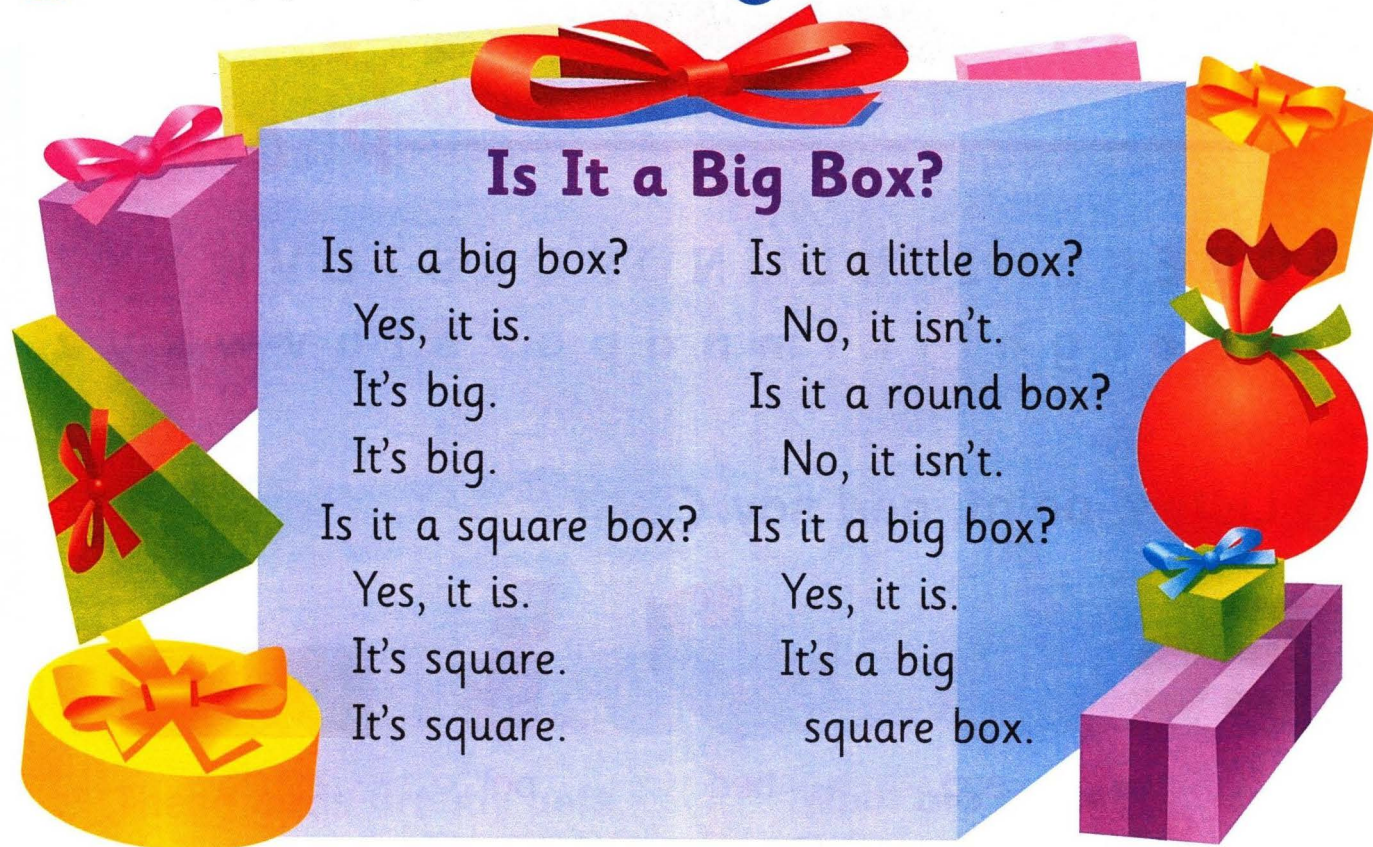 Is It a Big Box?
Is it a big box?
Yes, it is.
It's big.
It's big.
Is it a square box?
Yes, it is.
It's square.
It's square.
Is it a little box?
No, it isn't.
Is it a round box?
No, it isn't.
Is it a big box?
Yes, it is.
It's a big
square box.